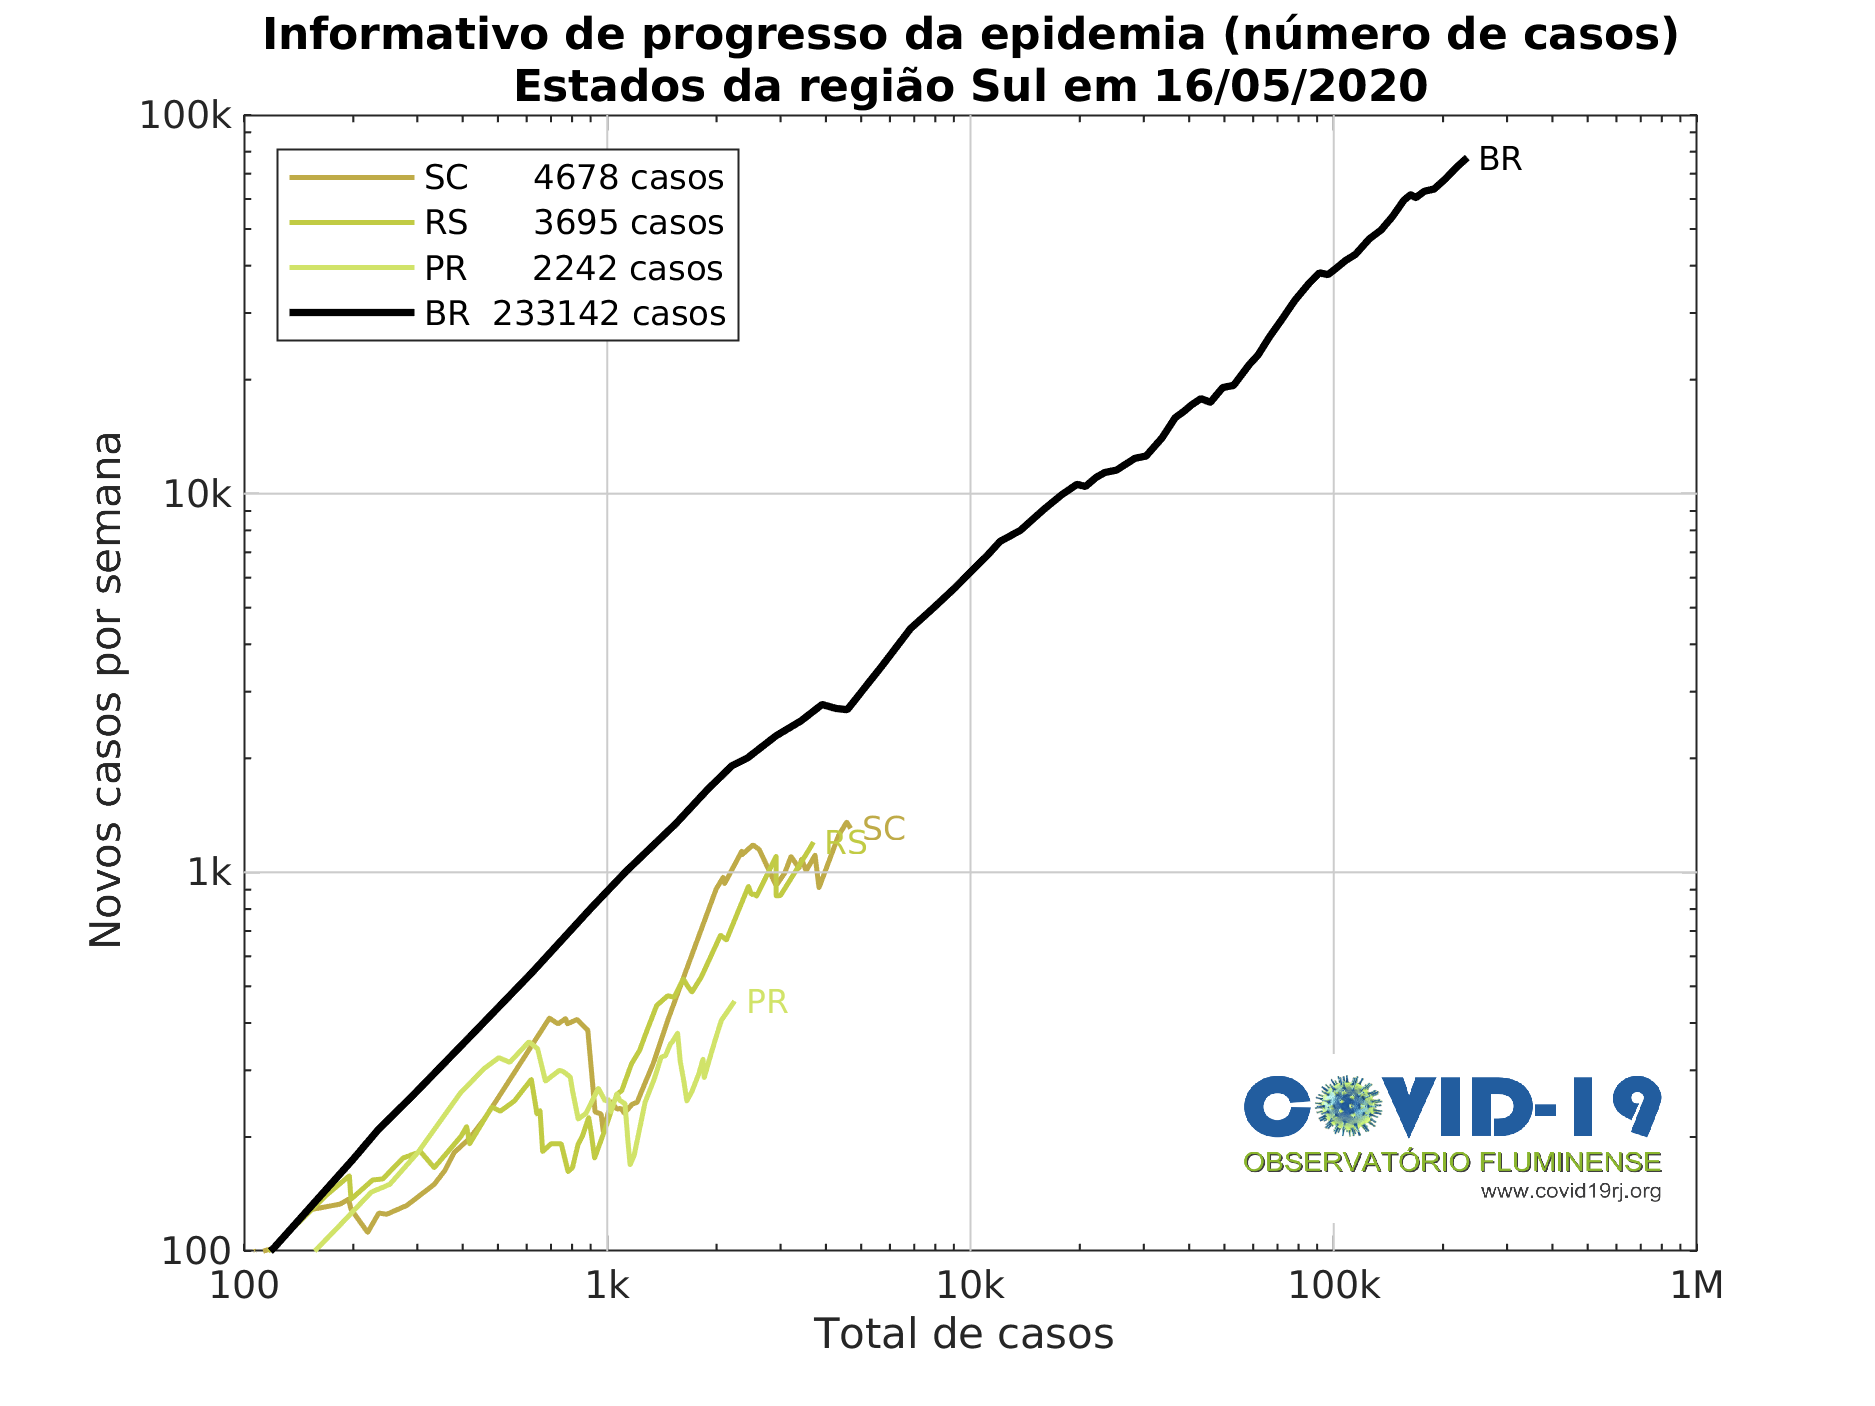 Informativo de progresso da epidemia (número de casos)
Estados da região Sul em 16/05/2020
100k
10k
1k
100
Novos casos por semana
SC 4678 casos
RS 3695 casos
PR 2242 casos
BR 233142 casos
BR
SC
RS
PR
COVID-19
OBSERVATÓRIO FLUMINENSE
www.covid19rj.org
100 1k 10k 100k 1M
Total de casos